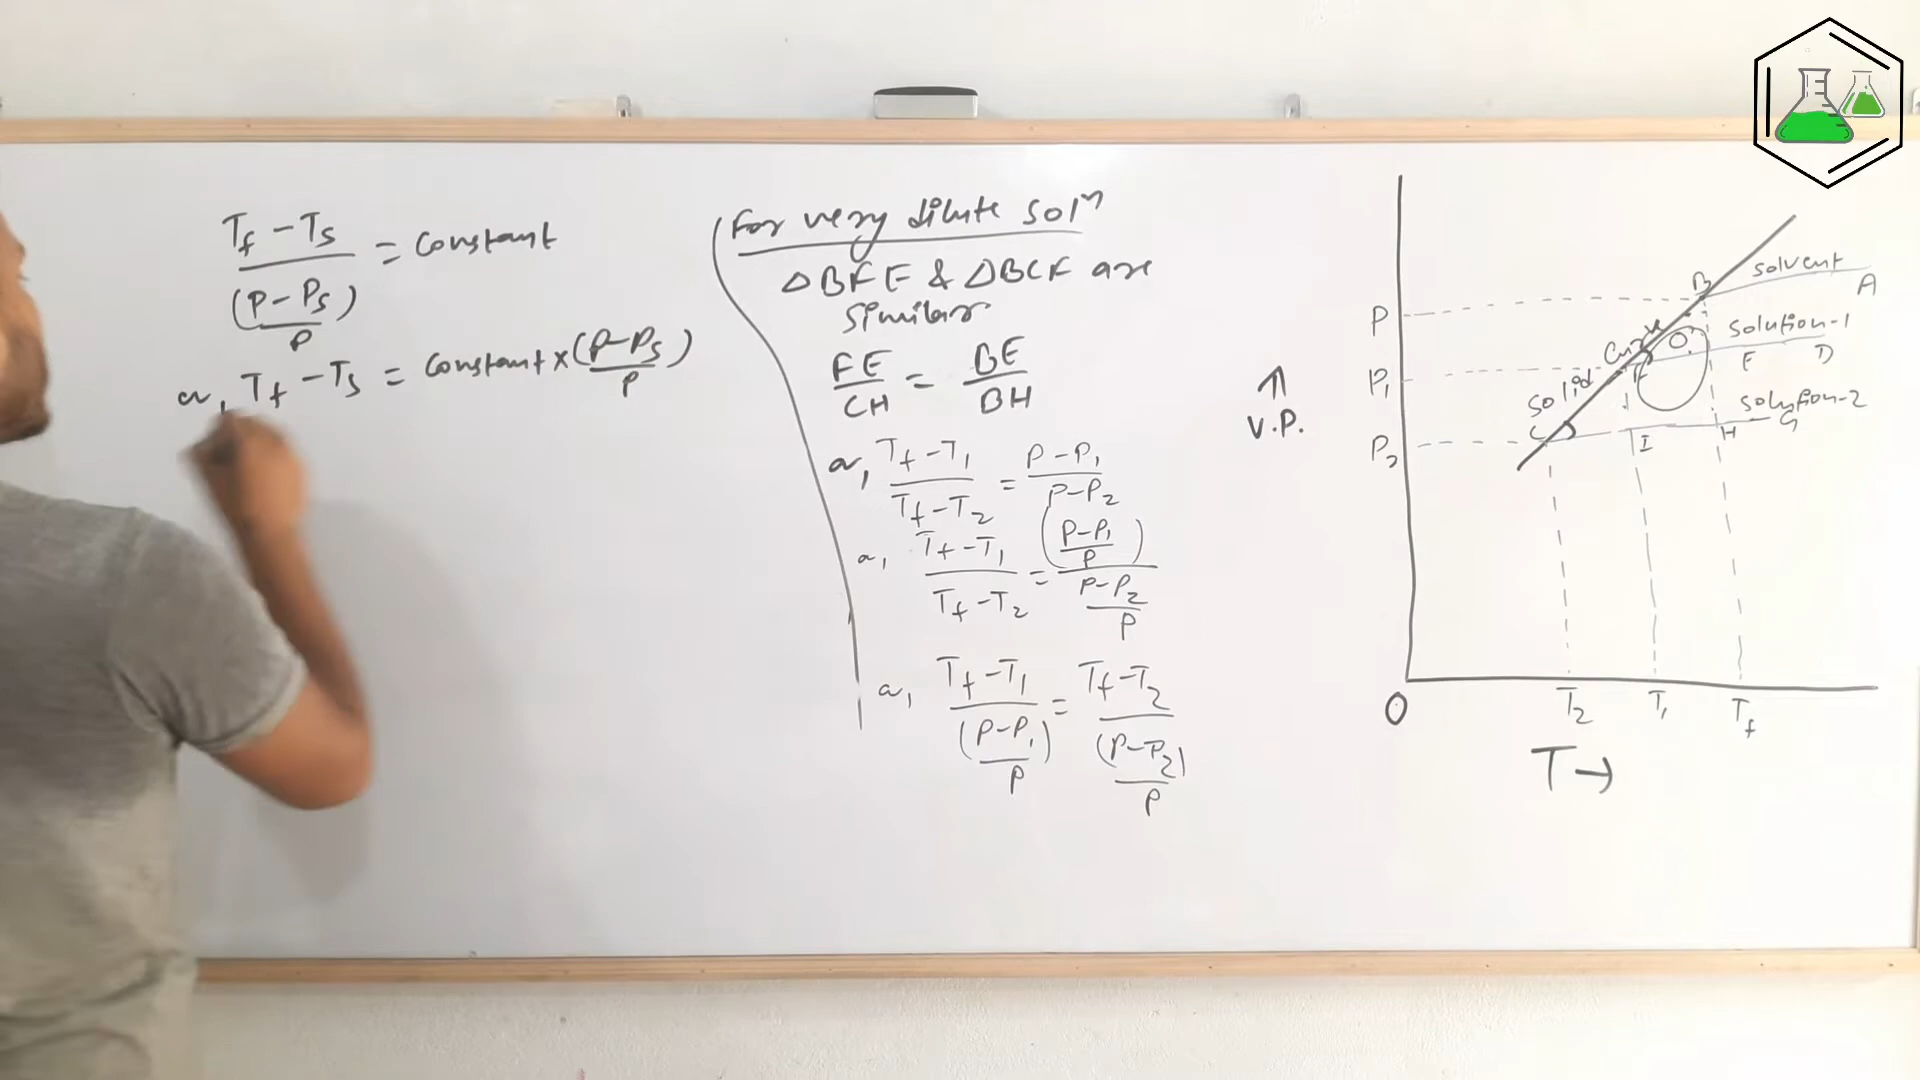 Tf - Ts / ((P - Ps)/P) = constant
or, Tf - Ts = constant × ((P - Ps)/P)
For very dilute solⁿ
△BFE & △BCF are
similar
FE/CH = BE/BH
or, (Tf - T1)/(Tf - T2) = (P - P1)/(P - P2)
or, (Tf - T1)/(Tf - T2) = ((P - P1)/P)/((P - P2)/P)
or, (Tf - T1)/((P - P1)/P) = (Tf - T2)/((P - P2)/P)
B
solvent
A
P
solution-1
E
D
F
P1
solid
↑
V.P.
solution-2
C
I
H
G
P2
O
T2
T1
Tf
T →